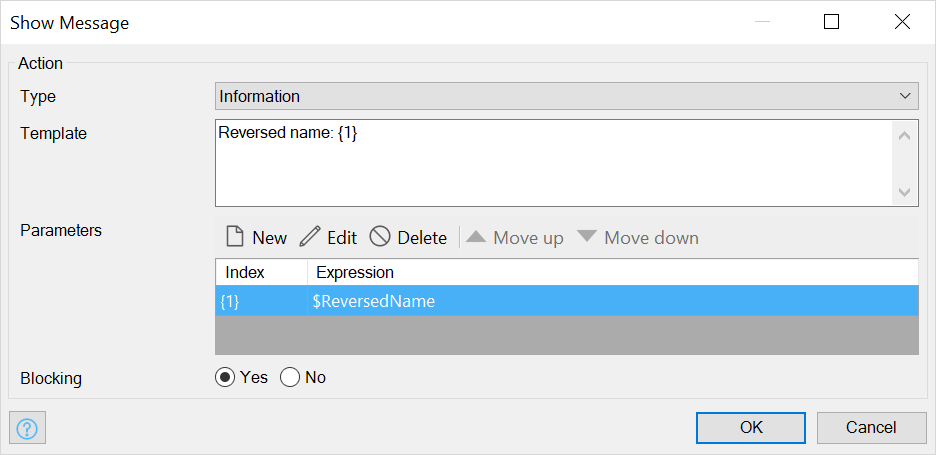 Show Message
Action
Type Information
Template Reversed name: {1}
Parameters New Edit Delete Move up Move down
Index Expression
{1} $ReversedName
Blocking Yes No
? OK Cancel